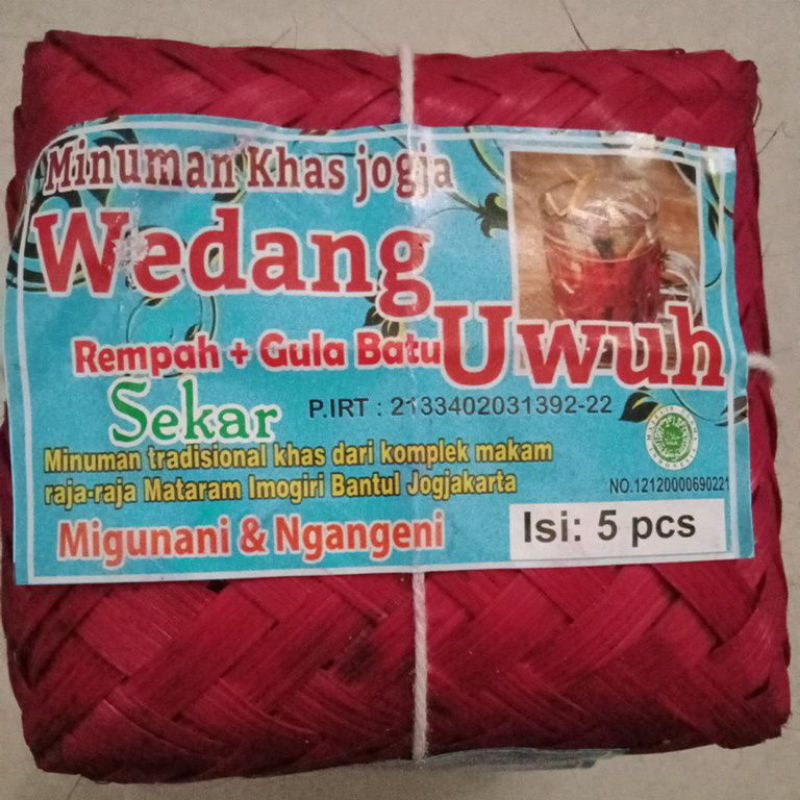 Minuman Khas jogja
Wedang
Uwuh
Rempah + Gula Batu
Sekar
P.IRT : 2133402031392-22
Minuman tradisional khas dari komplek makam
raja-raja Mataram Imogiri Bantul Jogjakarta
NO.12120000690221
Migunani & Ngangeni
Isi: 5 pcs